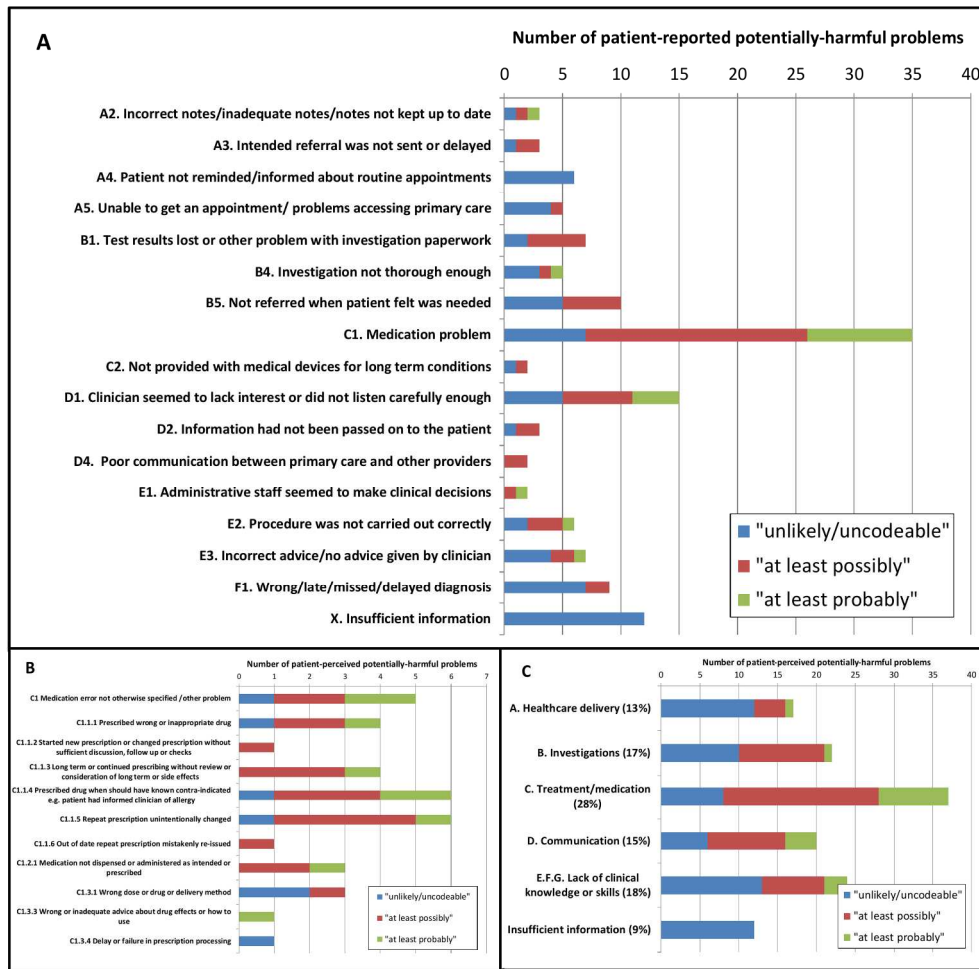 A
Number of patient-reported potentially-harmful problems
0 5 10 15 20 25 30 35 40
A2. Incorrect notes/inadequate notes/notes not kept up to date
A3. Intended referral was not sent or delayed
A4. Patient not reminded/informed about routine appointments
A5. Unable to get an appointment/ problems accessing primary care
B1. Test results lost or other problem with investigation paperwork
B4. Investigation not thorough enough
B5. Not referred when patient felt was needed
C1. Medication problem
C2. Not provided with medical devices for long term conditions
D1. Clinician seemed to lack interest or did not listen carefully enough
D2. Information had not been passed on to the patient
D4.  Poor communication between primary care and other providers
E1. Administrative staff seemed to make clinical decisions
E2. Procedure was not carried out correctly
E3. Incorrect advice/no advice given by clinician
F1. Wrong/late/missed/delayed diagnosis
X. Insufficient information
"unlikely/uncodeable"
"at least possibly"
"at least probably"
B
Number of patient-perceived potentially-harmful problems
0 1 2 3 4 5 6 7
C1 Medication error not otherwise specified /other problem
C1.1.1 Prescribed wrong or inappropriate drug
C1.1.2 Started new prescription or changed prescription without
sufficient discussion, follow up or checks
C1.1.3 Long term or continued prescribing without review or
consideration of long term or side effects
C1.1.4 Prescribed drug when should have known contra-indicated
e.g. patient had informed clinician of allergy
C1.1.5 Repeat prescription unintentionally changed
C1.1.6 Out of date repeat prescription mistakenly re-issued
C1.2.1 Medication not dispensed or administered as intended or
prescribed
C1.3.1 Wrong dose or drug or delivery method
C1.3.3 Wrong or inadequate advice about drug effects or how to
use
C1.3.4 Delay or failure in prescription processing
"unlikely/uncodeable"
"at least possibly"
"at least probably"
C
Number of patient-perceived potentially-harmful problems
0 5 10 15 20 25 30 35 40
A. Healthcare delivery (13%)
B. Investigations (17%)
C. Treatment/medication
(28%)
D. Communication (15%)
E.F.G. Lack of clinical
knowledge or skills (18%)
Insufficient information (9%)
"unlikely/uncodeable"
"at least possibly"
"at least probably"